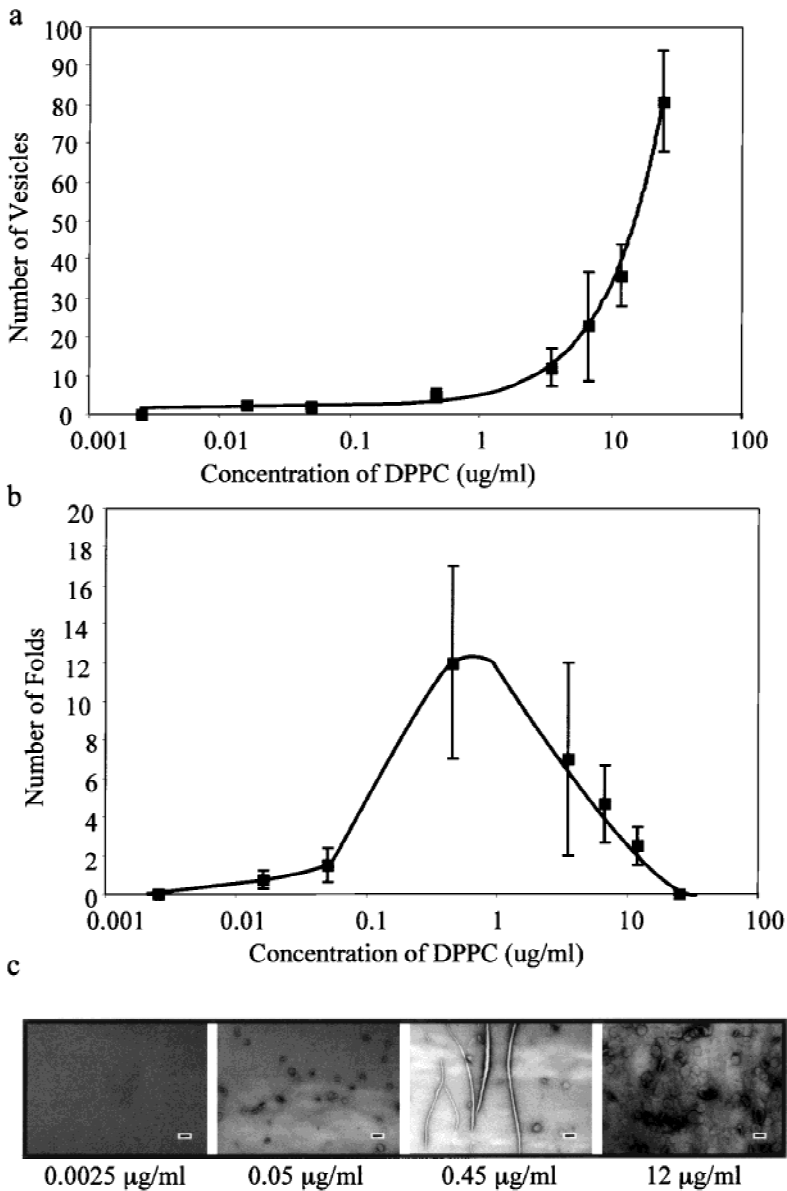 a
100
90
80
70
60
50
40
30
20
10
0
Number of Vesicles
0.001 0.01 0.1 1 10 100
Concentration of DPPC (ug/ml)
b
20
18
16
14
12
10
8
6
4
2
0
Number of Folds
0.001 0.01 0.1 1 10 100
Concentration of DPPC (ug/ml)
c
0.0025 µg/ml 0.05 µg/ml 0.45 µg/ml 12 µg/ml